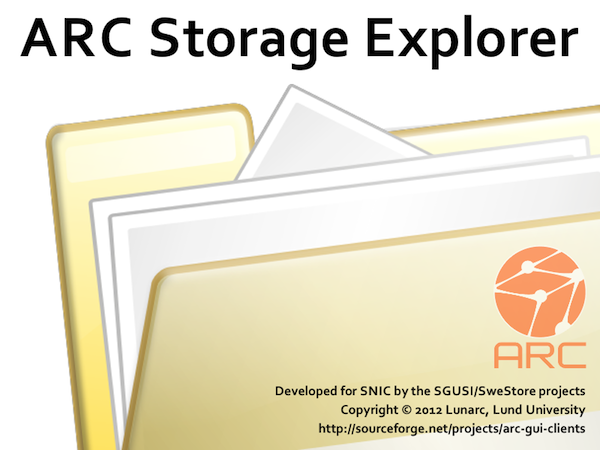 ARC Storage Explorer
ARC
Developed for SNIC by the SGUSI/SweStore projects
Copyright © 2012 Lunarc, Lund University
http://sourceforge.net/projects/arc-gui-clients